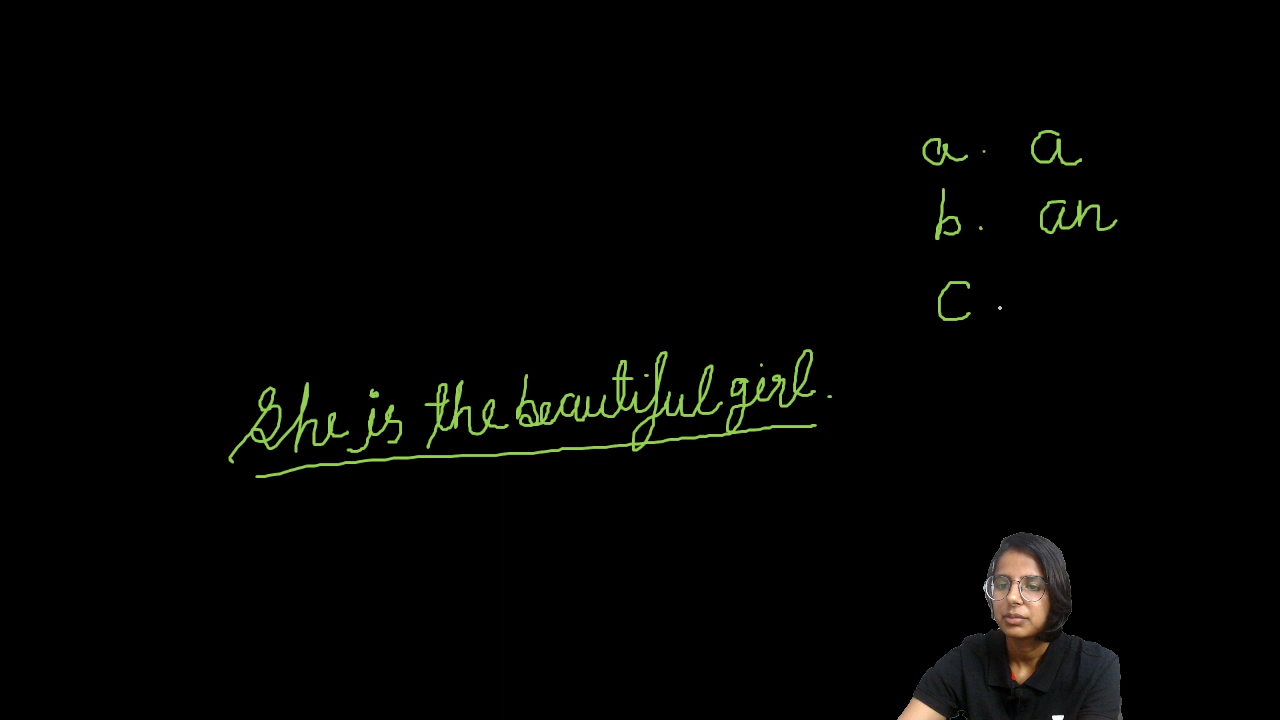 a. a
b. an
C.
She is the beautiful girl.